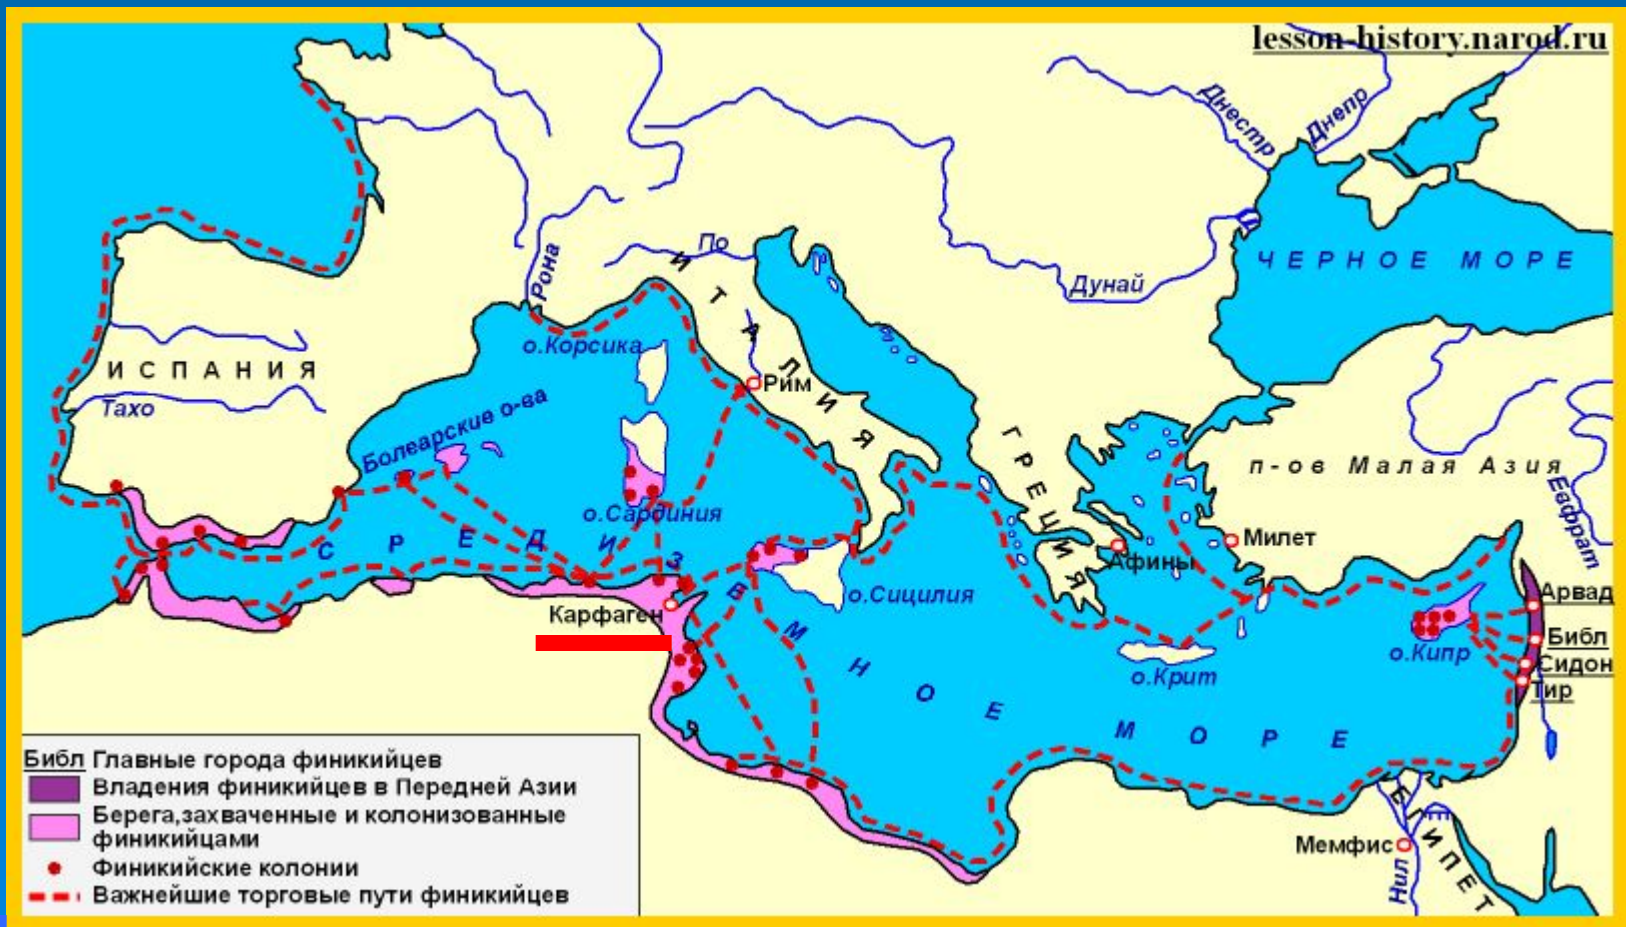 lesson-history.narod.ru
Днестр
Днепр
ЧЕРНОЕ МОРЕ
По
Рона
ИТАЛИЯ
Дунай
о.Корсика
ИСПАНИЯ
Тахо
Рим
Болеарские о-ва
ГРЕЦИЯ
п-ов Малая Азия
Евфрат
о.Сардиния
СРЕДИЗЕМНОЕ МОРЕ
Милет
Афины
о.Сицилия
Карфаген
Арвад
Библ
о.Кипр
Сидон
о.Крит
Тир
ЕГИПЕТ
Мемфис
Нил
Библ Главные города финикийцев
Владения финикийцев в Передней Азии
Берега,захваченные и колонизованные
финикийцами
Финикийские колонии
Важнейшие торговые пути финикийцев